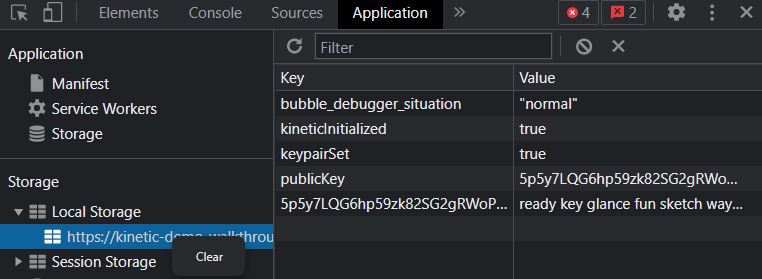 Elements Console Sources Application » 4 2
Application
Manifest
Service Workers
Storage
Storage
Local Storage
https://kinetic-demo-walkthrou
Session Storage
Clear
Filter
Key Value
bubble_debugger_situation "normal"
kineticInitialized true
keypairSet true
publicKey 5p5y7LQG6hp59zk82SG2gRWo...
5p5y7LQG6hp59zk82SG2gRWoP... ready key glance fun sketch way...